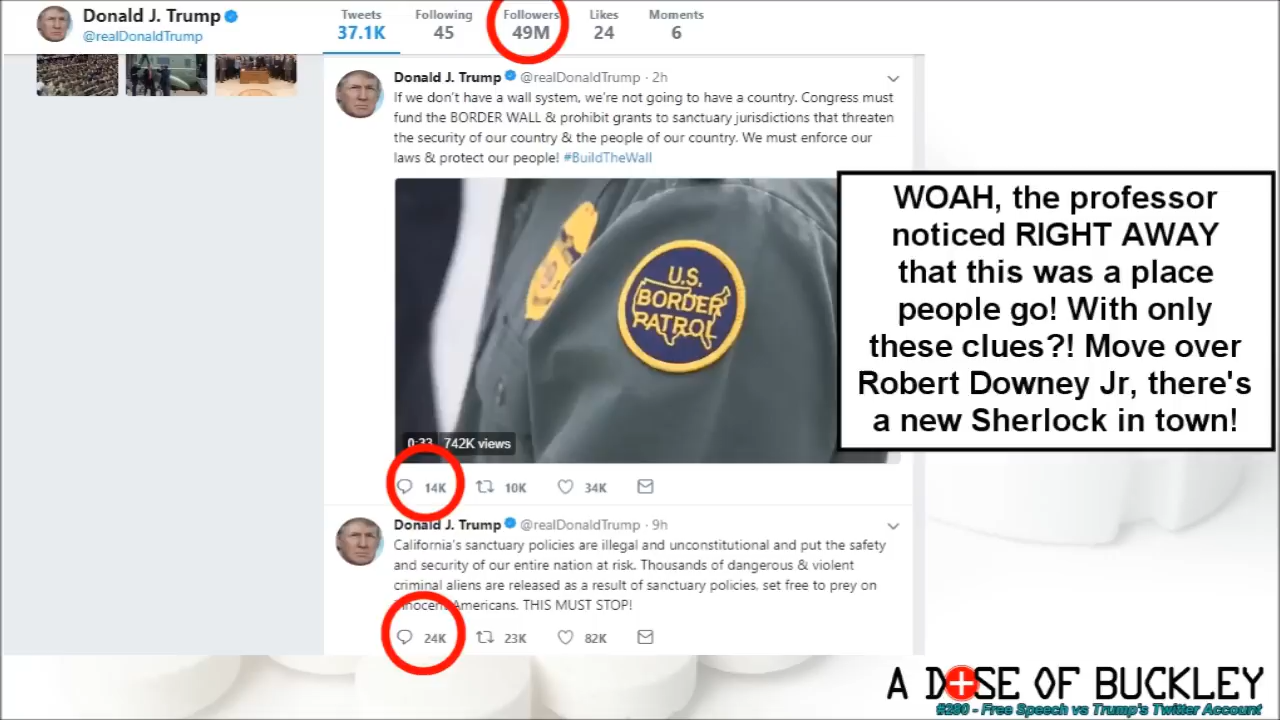 Donald J. Trump
@realDonaldTrump
Tweets
37.1K
Following
45
Followers
49M
Likes
24
Moments
6
Donald J. Trump @realDonaldTrump · 2h
If we don't have a wall system, we're not going to have a country. Congress must
fund the BORDER WALL & prohibit grants to sanctuary jurisdictions that threaten
the security of our country & the people of our country. We must enforce our
laws & protect our people! #BuildTheWall
U.S.
BORDER
PATROL
0:33 742K views
14K 10K 34K
Donald J. Trump @realDonaldTrump · 9h
California's sanctuary policies are illegal and unconstitutional and put the safety
and security of our entire nation at risk. Thousands of dangerous & violent
criminal aliens are released as a result of sanctuary policies, set free to prey on
innocent Americans. THIS MUST STOP!
24K 23K 82K
WOAH, the professor
noticed RIGHT AWAY
that this was a place
people go! With only
these clues?! Move over
Robert Downey Jr, there's
a new Sherlock in town!
A DOSE OF BUCKLEY
#280 - Free Speech vs Trump's Twitter Account